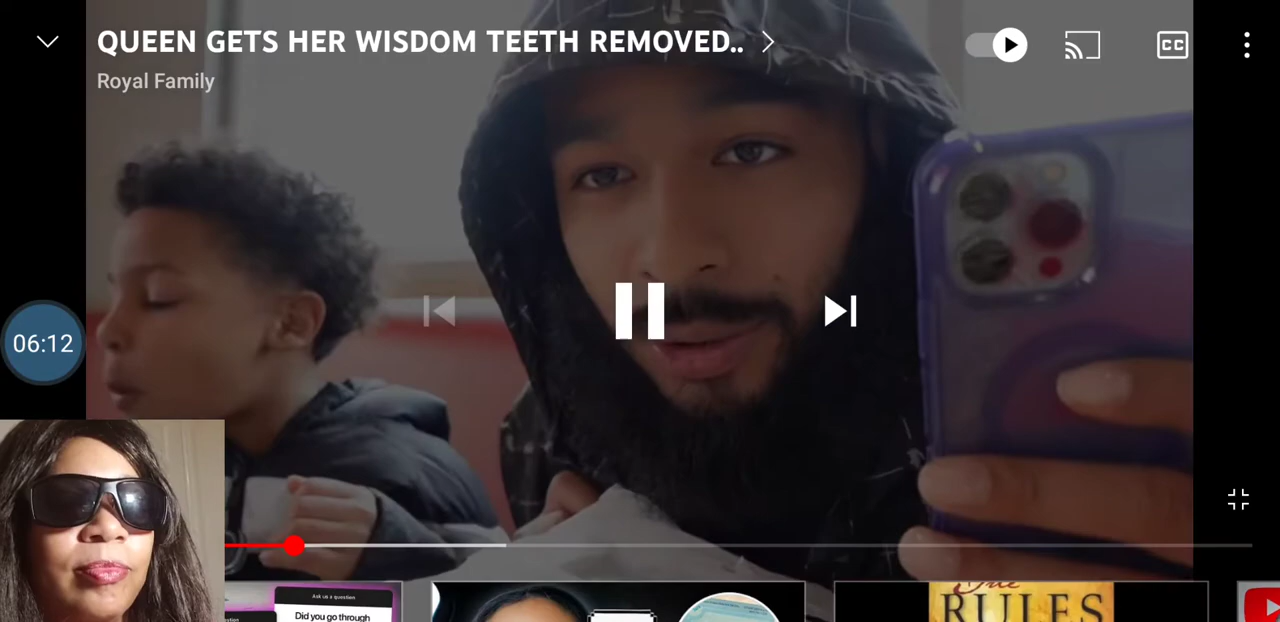 QUEEN GETS HER WISDOM TEETH REMOVED..
Royal Family
CC
06:12
Ask us a question
Did you go through
RULES